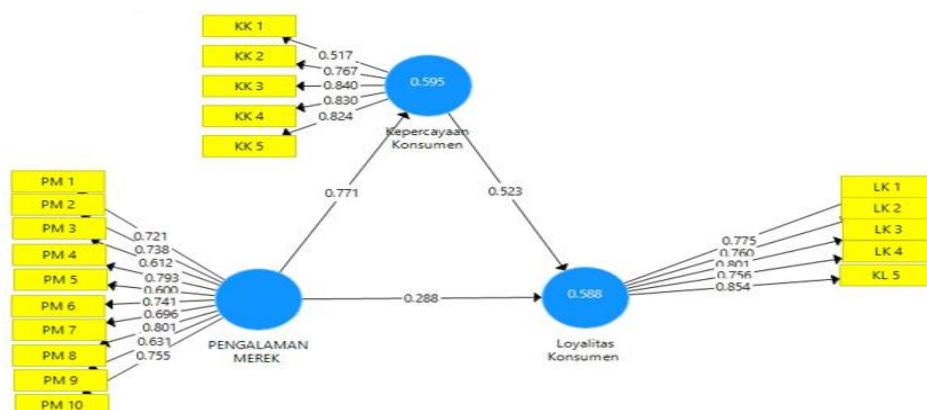 KK 1
KK 2
KK 3
KK 4
KK 5
0.517
0.767
0.840
0.830
0.824
0.595
Kepercayaan
Konsumen
PM 1
PM 2
PM 3
PM 4
PM 5
PM 6
PM 7
PM 8
PM 9
PM 10
0.721
0.738
0.612
0.793
0.600
0.741
0.696
0.801
0.631
0.755
PENGALAMAN
MEREK
0.771
0.523
0.288
0.588
Loyalitas
Konsumen
0.775
0.760
0.801
0.756
0.854
LK 1
LK 2
LK 3
LK 4
KL 5